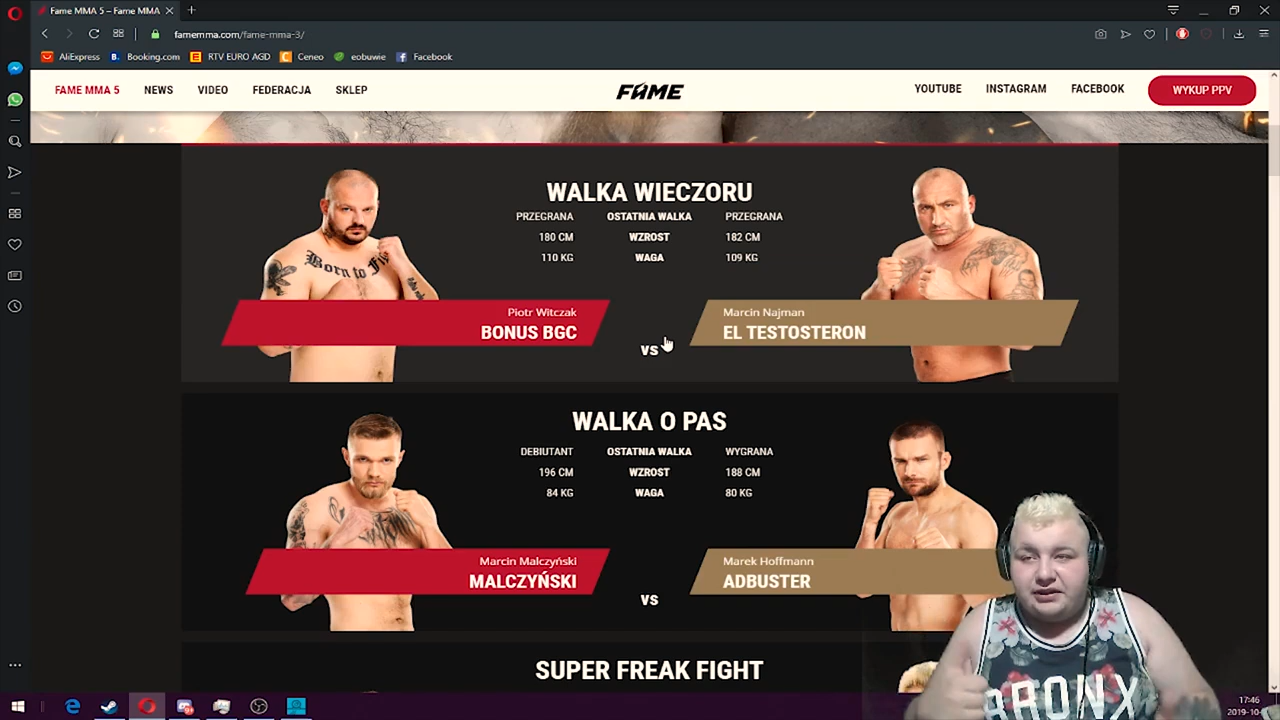 Fame MMA 5 – Fame MMA
famemma.com/fame-mma-3/
AliExpress
Booking.com
RTV EURO AGD
Ceneo
eobuwie
Facebook
FAME MMA 5
NEWS
VIDEO
FEDERACJA
SKLEP
FAME
YOUTUBE
INSTAGRAM
FACEBOOK
WYKUP PPV
WALKA WIECZORU
PRZEGRANA OSTATNIA WALKA PRZEGRANA
180 CM WZROST 182 CM
110 KG WAGA 109 KG
Born to
Piotr Witczak
BONUS BGC
VS
Marcin Najman
EL TESTOSTERON
WALKA O PAS
DEBIUTANT OSTATNIA WALKA WYGRANA
196 CM WZROST 188 CM
84 KG WAGA 80 KG
Marcin Malczyński
MALCZYŃSKI
VS
Marek Hoffmann
ADBUSTER
SUPER FREAK FIGHT
BRONX
17:46